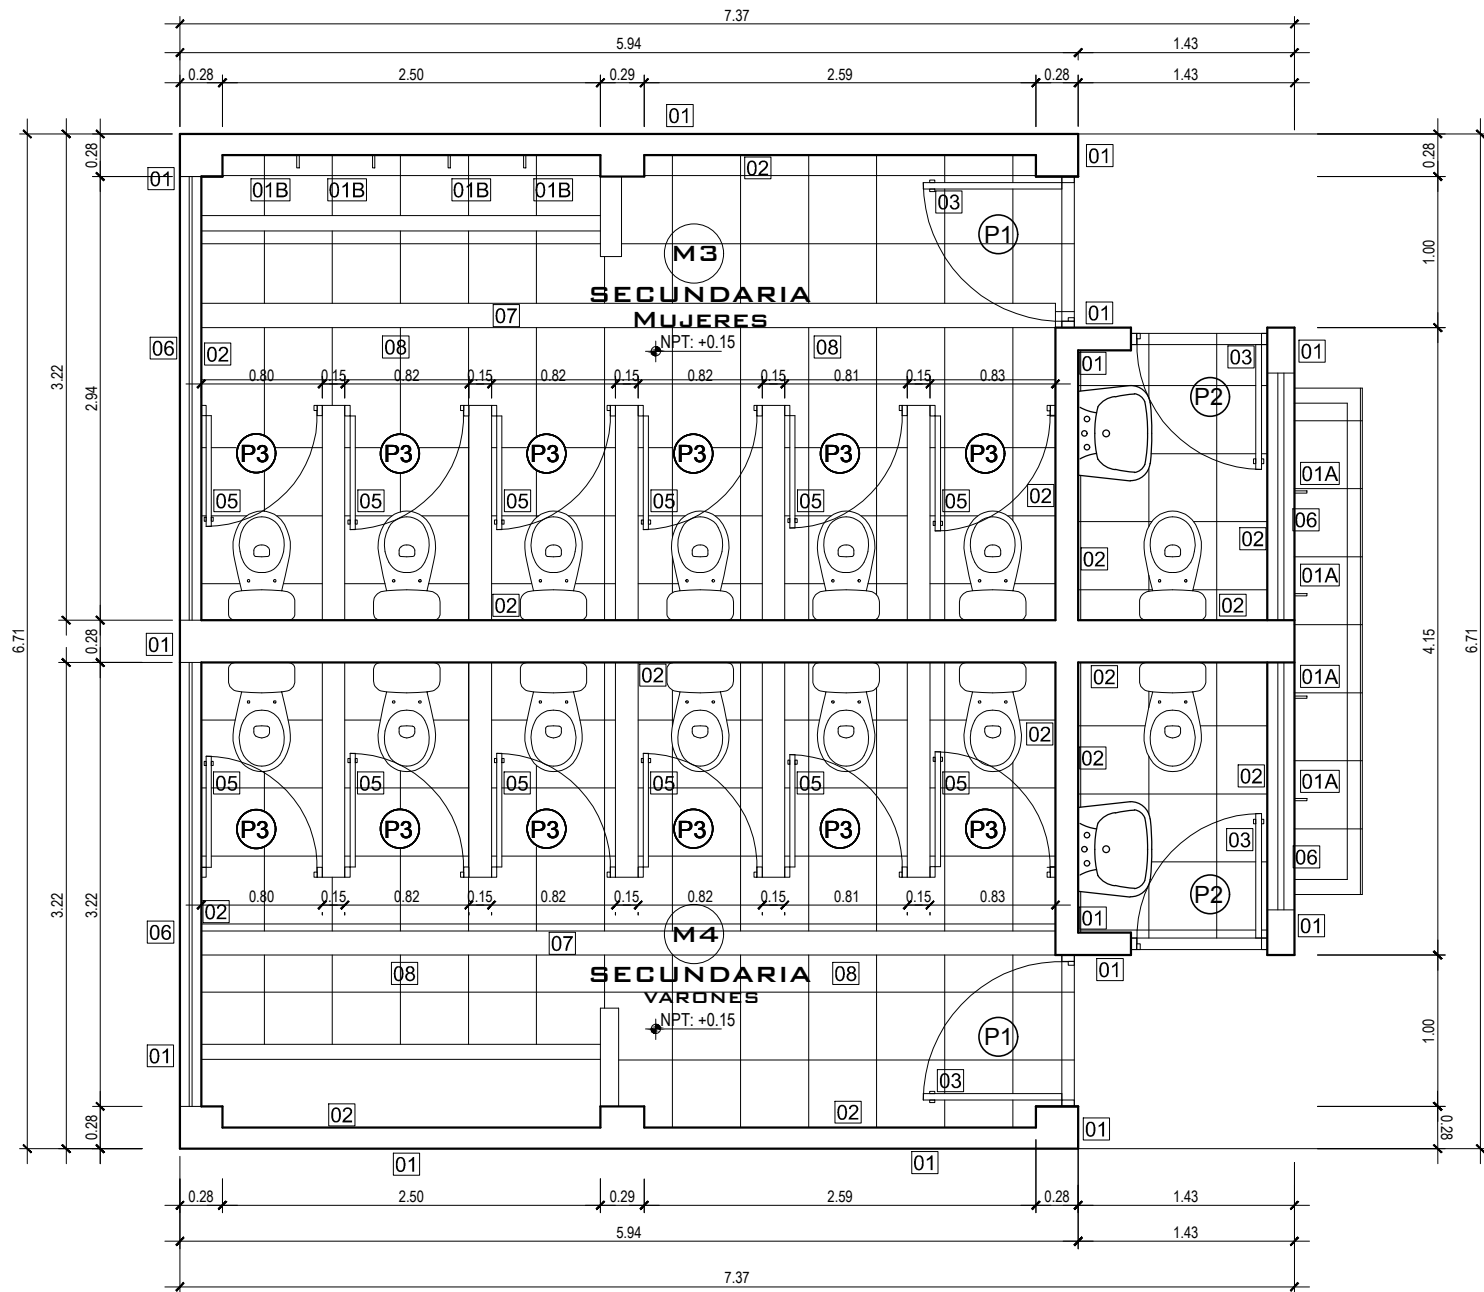 7.37
5.94 1.43
0.28 2.50 0.29 2.59 0.28 1.43
01
0.28 01 02 01 0.28
01 01B 01B 01B 01B 03
P1
M3 1.00
SECUNDARIA
07 01
MUJERES
06 02 08 NPT: +0.15 08 01 03 01
3.22 2.94 0.80 0.15 0.82 0.15 0.82 0.15 0.82 0.15 0.81 0.15 0.83 P2
P3 P3 P3 P3 P3 P3
01A
05 05 05 05 05 05 02
06
02 02
01A
02 02
6.71 01 0.28 4.15 6.71
02 02 01A
02
02 02
05 05 05 05 05 05 01A
P3 P3 P3 P3 P3 P3 03
06
0.80 0.15 0.82 0.15 0.82 0.15 0.82 0.15 0.81 0.15 0.83 P2
3.22 3.22 02 01 01
06 07 M4
08 SECUNDARIA 08 01
VARONES
NPT: +0.15 P1 1.00
01
03
02 02
0.28 01 0.28
01 01
0.28 2.50 0.29 2.59 0.28 1.43
5.94 1.43
7.37